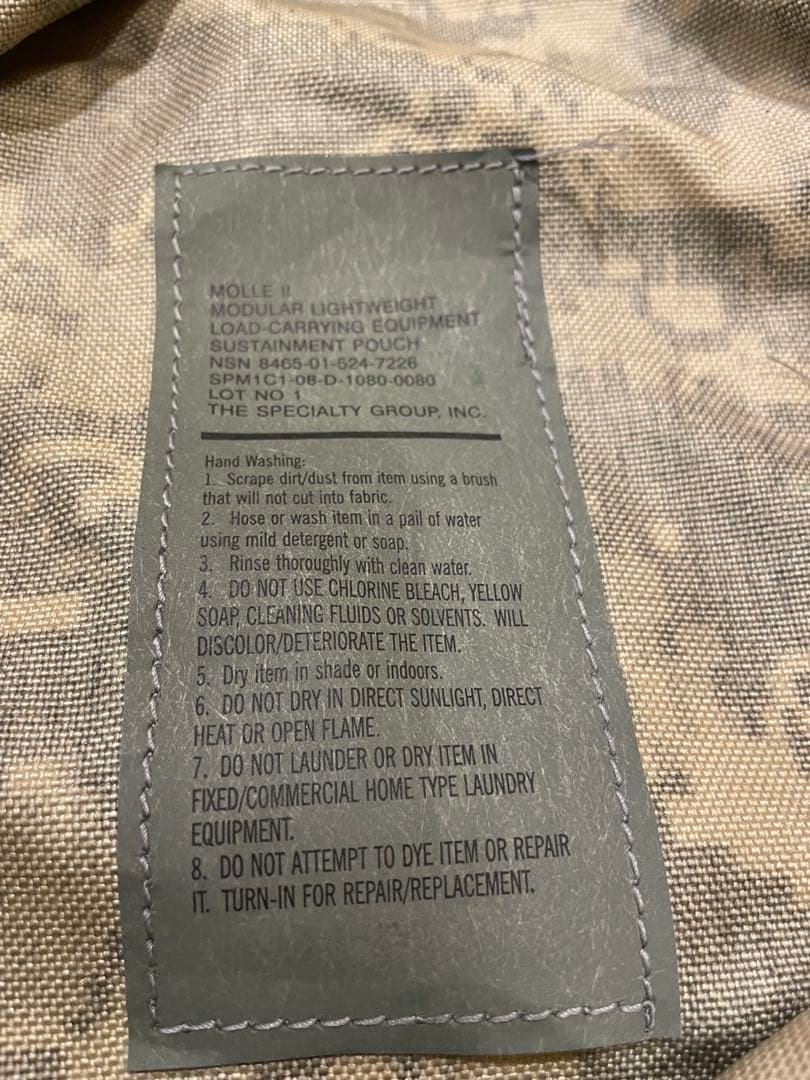 MOLLE II
MODULAR LIGHTWEIGHT
LOAD-CARRYING EQUIPMENT
SUSTAINMENT POUCH
NSN 8465-01-524-7226
SPM1C1-08-D-1080-0080
LOT NO 1
THE SPECIALTY GROUP, INC.
Hand Washing:
1. Scrape dirt/dust from item using a brush
that will not cut into fabric.
2. Hose or wash item in a pail of water
using mild detergent or soap.
3. Rinse thoroughly with clean water.
4. DO NOT USE CHLORINE BLEACH, YELLOW
SOAP, CLEANING FLUIDS OR SOLVENTS. WILL
DISCOLOR/DETERIORATE THE ITEM.
5. Dry item in shade or indoors.
6. DO NOT DRY IN DIRECT SUNLIGHT, DIRECT
HEAT OR OPEN FLAME.
7. DO NOT LAUNDER OR DRY ITEM IN
FIXED/COMMERCIAL HOME TYPE LAUNDRY
EQUIPMENT.
8. DO NOT ATTEMPT TO DYE ITEM OR REPAIR
IT. TURN-IN FOR REPAIR/REPLACEMENT.